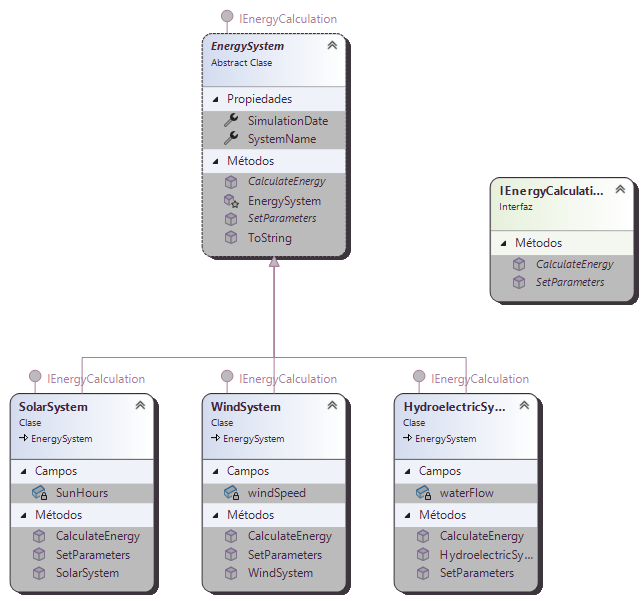 IEnergyCalculation
EnergySystem
Abstract Clase
Propiedades
SimulationDate
SystemName
Métodos
CalculateEnergy
EnergySystem
SetParameters
ToString
IEnergyCalculati...
Interfaz
Métodos
CalculateEnergy
SetParameters
IEnergyCalculation
SolarSystem
Clase
EnergySystem
Campos
SunHours
Métodos
CalculateEnergy
SetParameters
SolarSystem
IEnergyCalculation
WindSystem
Clase
EnergySystem
Campos
windSpeed
Métodos
CalculateEnergy
SetParameters
WindSystem
IEnergyCalculation
HydroelectricSy...
Clase
EnergySystem
Campos
waterFlow
Métodos
CalculateEnergy
HydroelectricSy...
SetParameters